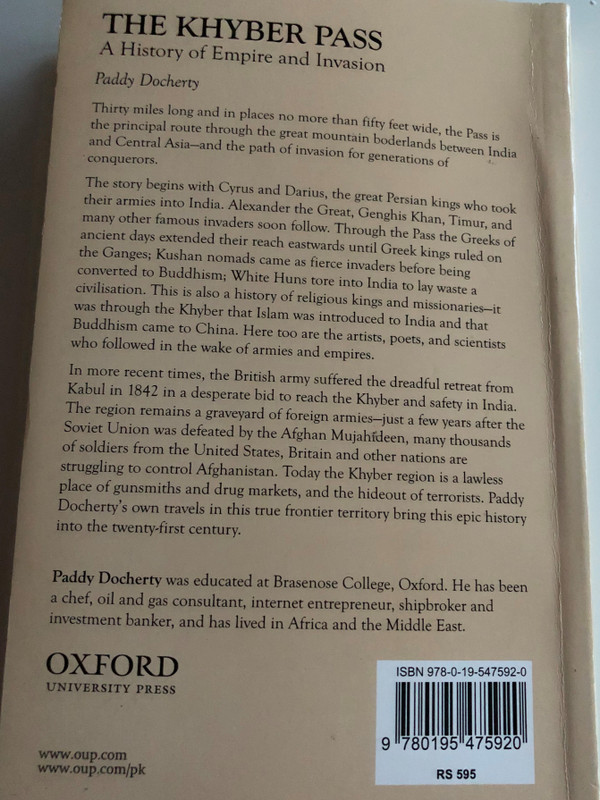 THE KHYBER PASS
A History of Empire and Invasion
Paddy Docherty
Thirty miles long and in places no more than fifty feet wide, the Pass is
the principal route through the great mountain boderlands between India
and Central Asia—and the path of invasion for generations of
conquerors.
The story begins with Cyrus and Darius, the great Persian kings who took
their armies into India. Alexander the Great, Genghis Khan, Timur, and
many other famous invaders soon follow. Through the Pass the Greeks of
ancient days extended their reach eastwards until Greek kings ruled on
the Ganges; Kushan nomads came as fierce invaders before being
converted to Buddhism; White Huns tore into India to lay waste a
civilisation. This is also a history of religious kings and missionaries—it
was through the Khyber that Islam was introduced to India and that
Buddhism came to China. Here too are the artists, poets, and scientists
who followed in the wake of armies and empires.
In more recent times, the British army suffered the dreadful retreat from
Kabul in 1842 in a desperate bid to reach the Khyber and safety in India.
The region remains a graveyard of foreign armies—just a few years after the
Soviet Union was defeated by the Afghan Mujahideen, many thousands
of soldiers from the United States, Britain and other nations are
struggling to control Afghanistan. Today the Khyber region is a lawless
place of gunsmiths and drug markets, and the hideout of terrorists. Paddy
Docherty's own travels in this true frontier territory bring this epic history
into the twenty-first century.
Paddy Docherty was educated at Brasenose College, Oxford. He has been
a chef, oil and gas consultant, internet entrepreneur, shipbroker and
investment banker, and has lived in Africa and the Middle East.
OXFORD
UNIVERSITY PRESS
www.oup.com
www.oup.com/pk
ISBN 978-0-19-547592-0
9 780195 475920
RS 595